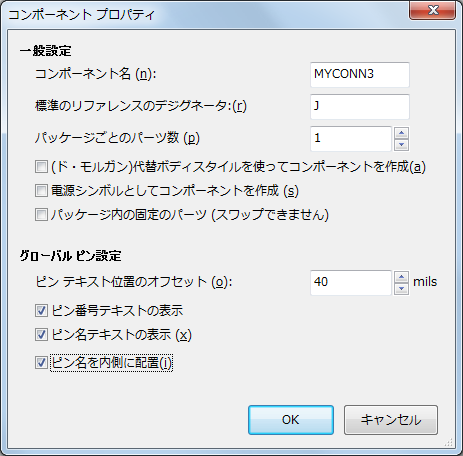 コンポーネント プロパティ
一般設定
コンポーネント名 (n): MYCONN3
標準のリファレンスのデジグネータ:(r) J
パッケージごとのパーツ数 (p) 1
(ド・モルガン)代替ボディスタイルを使ってコンポーネントを作成(a)
電源シンボルとしてコンポーネントを作成 (s)
パッケージ内の固定のパーツ (スワップできません)
グローバル ピン設定
ピン テキスト位置のオフセット (o): 40 mils
ピン番号テキストの表示
ピン名テキストの表示 (x)
ピン名を内側に配置(i)
OK キャンセル